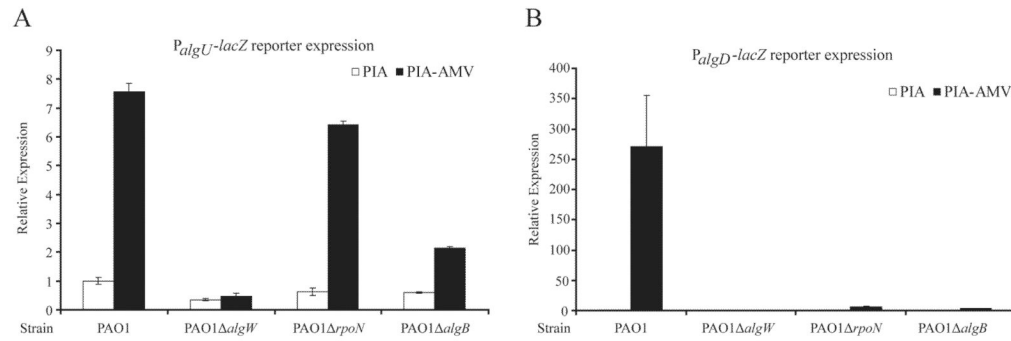 A
P algU-lacZ reporter expression
PIA PIA-AMV
9
8
7
6
5
4
3
2
1
0
Relative Expression
Strain PAO1 PAO1ΔalgW PAO1ΔrpoN PAO1ΔalgB
B
P algD-lacZ reporter expression
PIA PIA-AMV
400
350
300
250
200
150
100
50
0
Relative Expression
Strain PAO1 PAO1ΔalgW PAO1ΔrpoN PAO1ΔalgB